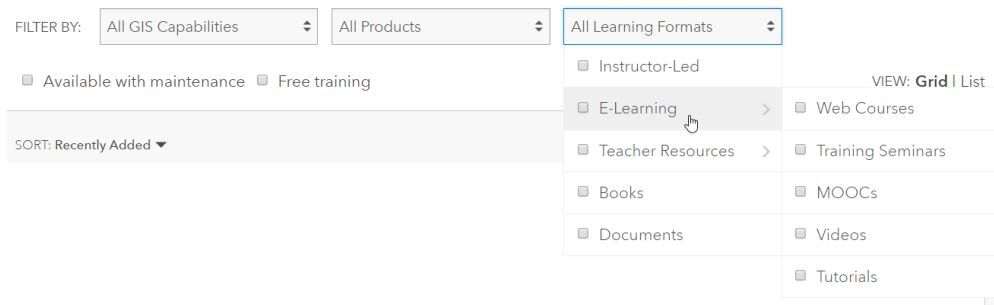 FILTER BY: All GIS Capabilities All Products All Learning Formats
Available with maintenance Free training
Instructor-Led
VIEW: Grid | List
E-Learning
Web Courses
SORT: Recently Added
Teacher Resources
Training Seminars
Books
MOOCs
Documents
Videos
Tutorials